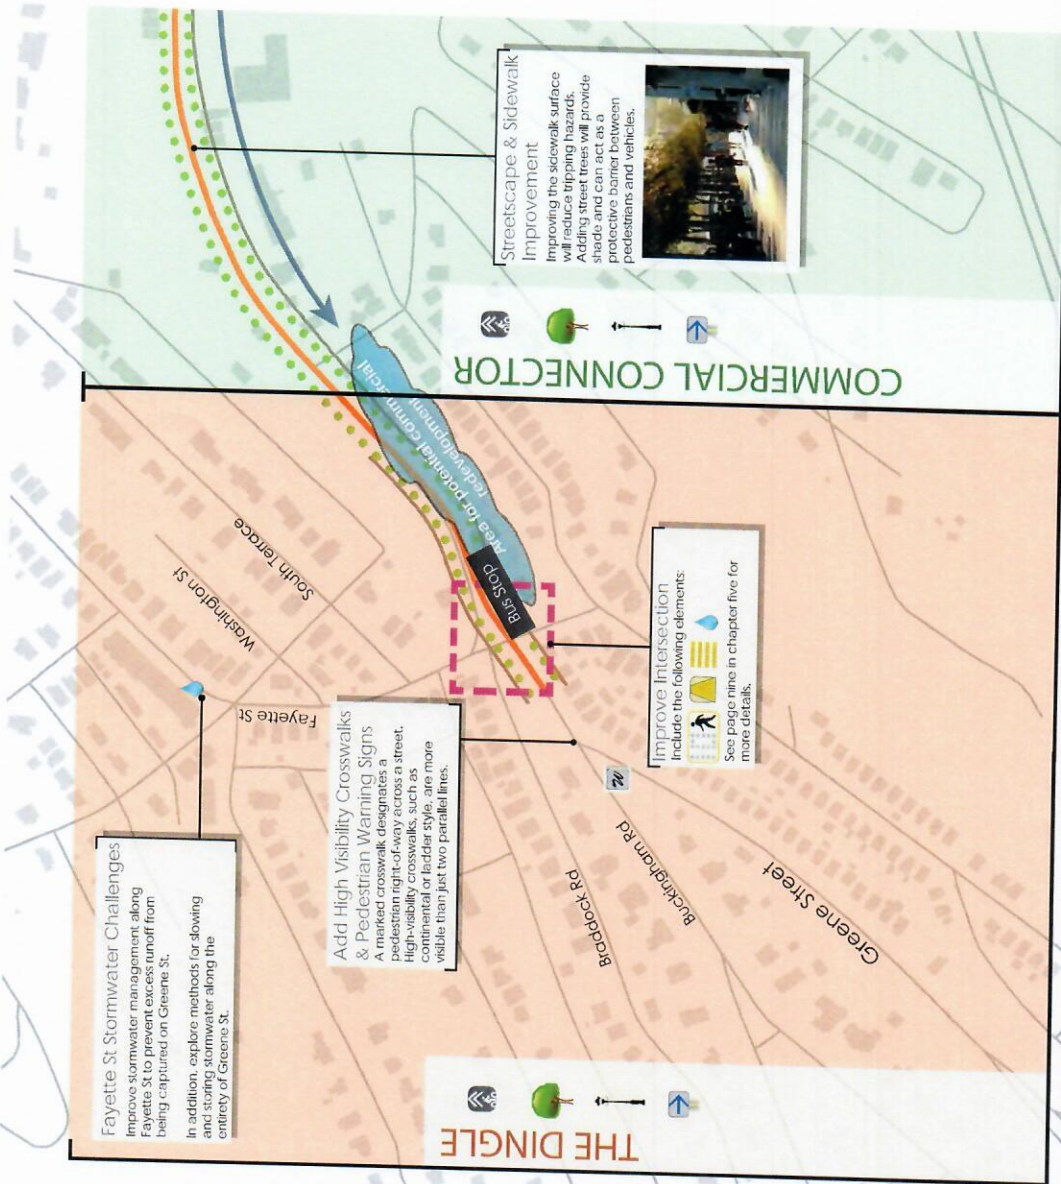 Fayette St Stormwater Challenges
Improve stormwater management along
Fayette St to prevent excess runoff from
being captured on Greene St.
In addition, explore methods for slowing
and storing stormwater along the
entirety of Greene St.
Add High Visibility Crosswalks
& Pedestrian Warning Signs
A marked crosswalk designates a
pedestrian right-of-way across a street.
High-visibility crosswalks, such as
continental or ladder style, are more
visible than just two parallel lines.
Fayette St
Washington St
South Terrace
Braddock Rd
Buckingham Rd
Greene Street
Bus Stop
Area for potential commercial
redevelopment
Improve Intersection
Include the following elements:
See page nine in chapter five for
more details.
Streetscape & Sidewalk
Improvement
Improving the sidewalk surface
will reduce tripping hazards.
Adding street trees will provide
shade and can act as a
protective barrier between
pedestrians and vehicles.
THE DINGLE
COMMERCIAL CONNECTOR